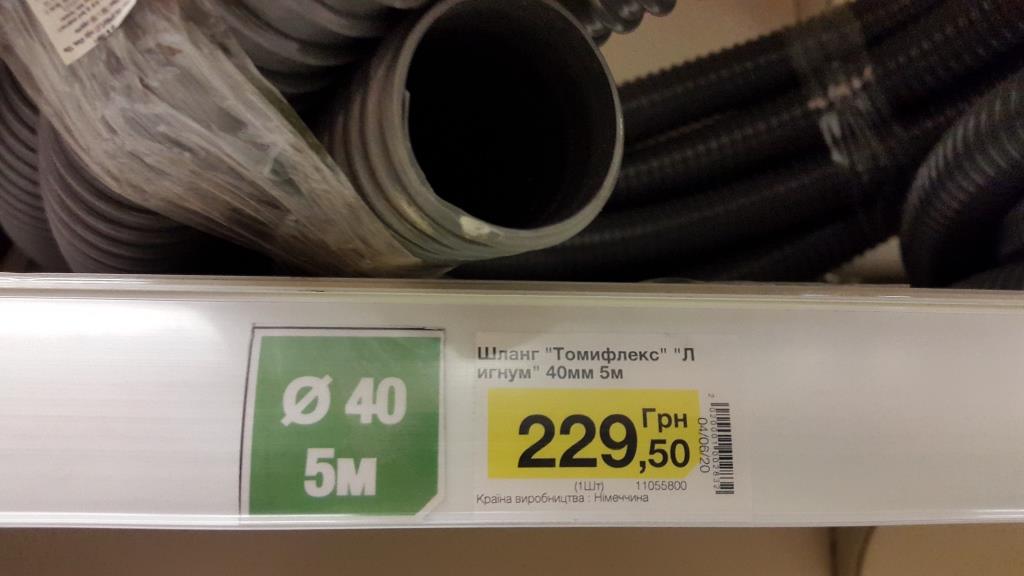 Ø 40
5м
Шланг "Томифлекс" "Л
игнум" 40мм 5м
229,50 Грн
04/06/20
(1Шт) 11055800
Країна виробництва : Німеччина